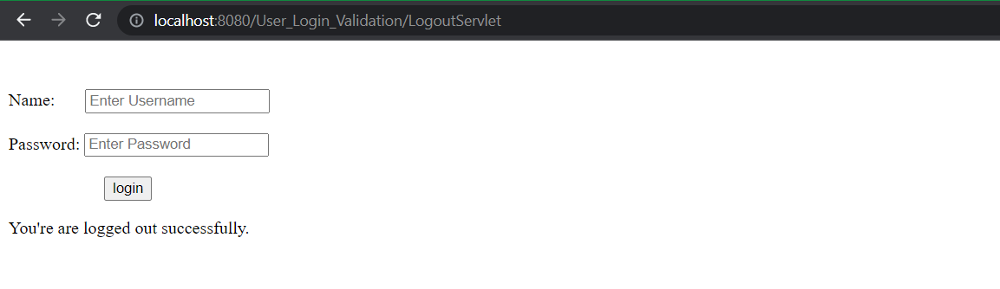 localhost:8080/User_Login_Validation/LogoutServlet
Name: Enter Username
Password: Enter Password
login
You're are logged out successfully.